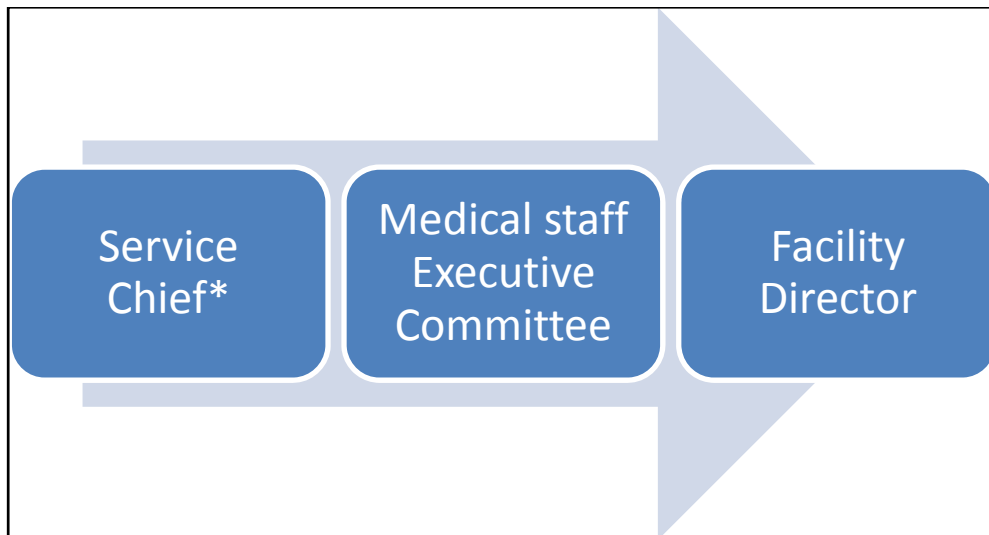 Service
Chief*
Medical staff
Executive
Committee
Facility
Director